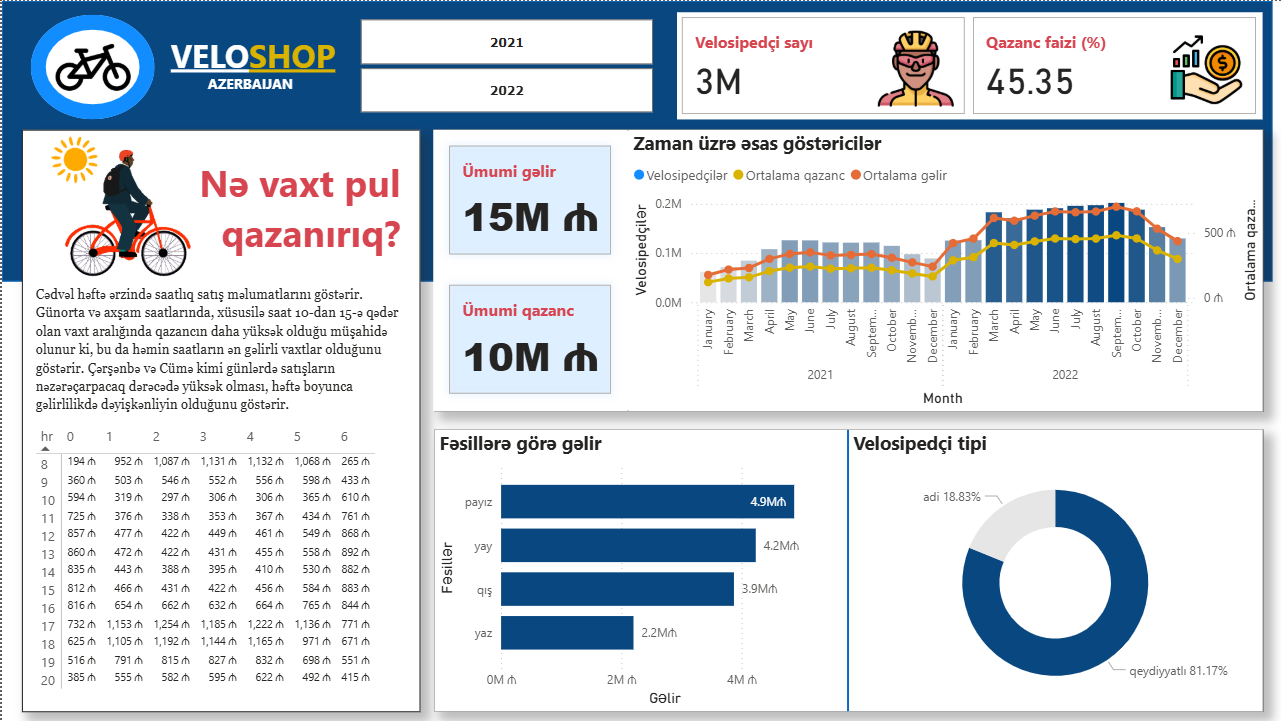 VELOSHOP
AZERBAIJAN
2021
2022
Velosipedçi sayı
3M
Qazanc faizi (%)
45.35
Nə vaxt pul
qazanırıq?
Cədvəl həftə ərzində saatlıq satış məlumatlarını göstərir.
Günorta və axşam saatlarında, xüsusilə saat 10-dan 15-ə qədər
olan vaxt aralığında qazancın daha yüksək olduğu müşahidə
olunur ki, bu da həmin saatların ən gəlirli vaxtlar olduğunu
göstərir. Çərşənbə və Cümə kimi günlərdə satışların
nəzərəçarpacaq dərəcədə yüksək olması, həftə boyunca
gəlirlilikdə dəyişkənliyin olduğunu göstərir.
hr 0 1 2 3 4 5 6
8 194 ₼ 952 ₼ 1,087 ₼ 1,131 ₼ 1,132 ₼ 1,068 ₼ 265 ₼
9 360 ₼ 503 ₼ 546 ₼ 552 ₼ 556 ₼ 598 ₼ 433 ₼
10 594 ₼ 319 ₼ 297 ₼ 306 ₼ 306 ₼ 365 ₼ 610 ₼
11 725 ₼ 376 ₼ 338 ₼ 353 ₼ 367 ₼ 434 ₼ 761 ₼
12 857 ₼ 477 ₼ 422 ₼ 449 ₼ 461 ₼ 549 ₼ 868 ₼
13 860 ₼ 472 ₼ 422 ₼ 431 ₼ 455 ₼ 558 ₼ 892 ₼
14 835 ₼ 443 ₼ 388 ₼ 395 ₼ 410 ₼ 530 ₼ 882 ₼
15 812 ₼ 466 ₼ 431 ₼ 422 ₼ 456 ₼ 584 ₼ 883 ₼
16 816 ₼ 654 ₼ 662 ₼ 632 ₼ 664 ₼ 765 ₼ 844 ₼
17 732 ₼ 1,153 ₼ 1,254 ₼ 1,185 ₼ 1,222 ₼ 1,136 ₼ 771 ₼
18 625 ₼ 1,105 ₼ 1,192 ₼ 1,144 ₼ 1,165 ₼ 971 ₼ 671 ₼
19 516 ₼ 791 ₼ 815 ₼ 827 ₼ 832 ₼ 698 ₼ 551 ₼
20 385 ₼ 555 ₼ 582 ₼ 595 ₼ 622 ₼ 492 ₼ 415 ₼
Ümumi gəlir
15M ₼
Ümumi qazanc
10M ₼
Zaman üzrə əsas göstəricilər
Velosipedçilər Ortalama qazanc Ortalama gəlir
Velosipedçilər
0.2M
0.1M
0.0M
500 ₼
0 ₼
Ortalama qaza...
January February March April May June July August Septem... October Novemb... December January February March April May June July August Septem... October Novemb... December
2021 2022
Month
Fəsillərə görə gəlir
Fəsillər
payız 4.9M₼
yay 4.2M₼
qış 3.9M₼
yaz 2.2M₼
0M ₼ 2M ₼ 4M ₼
Gəlir
Velosipedçi tipi
adi 18.83%
qeydiyyatlı 81.17%